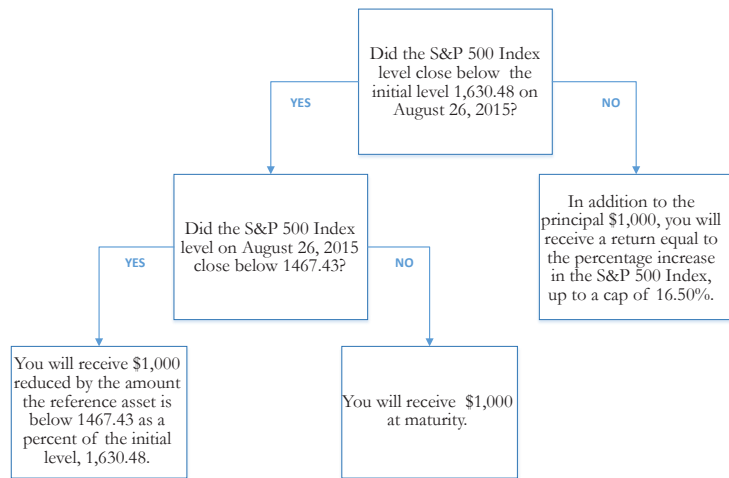 Did the S&P 500 Index
level close below the
initial level 1,630.48 on
August 26, 2015?
YES
NO
Did the S&P 500 Index
level on August 26, 2015
close below 1467.43?
In addition to the
principal $1,000, you will
receive a return equal to
the percentage increase
in the S&P 500 Index,
up to a cap of 16.50%.
YES
NO
You will receive $1,000
reduced by the amount
the reference asset is
below 1467.43 as a
percent of the initial
level, 1,630.48.
You will receive $1,000
at maturity.